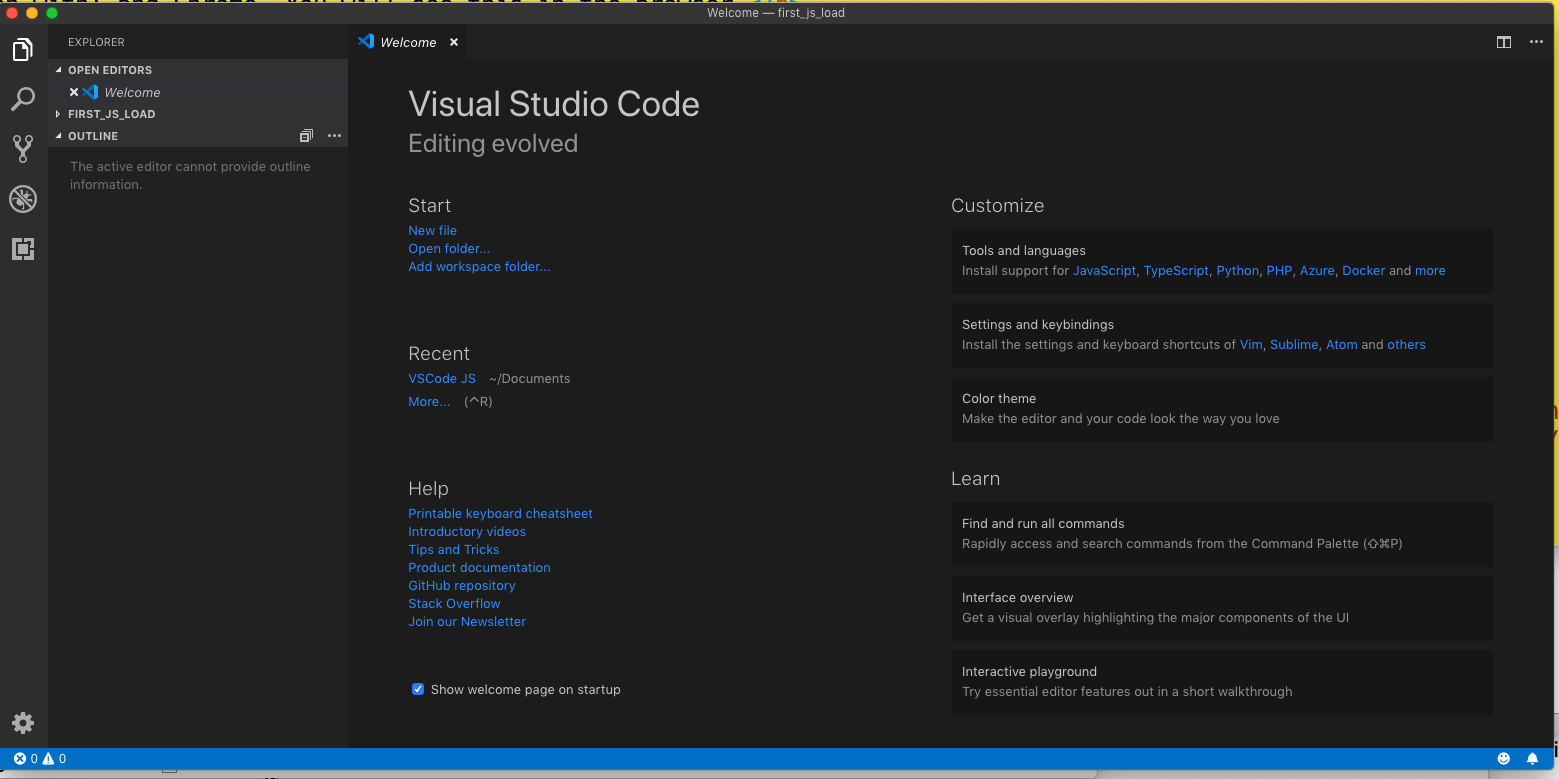 Welcome — first_js_load
EXPLORER
OPEN EDITORS
Welcome
FIRST_JS_LOAD
OUTLINE
The active editor cannot provide outline
information.
Welcome
Visual Studio Code
Editing evolved
Start
New file
Open folder...
Add workspace folder...
Recent
VSCode JS ~/Documents
More... (^R)
Help
Printable keyboard cheatsheet
Introductory videos
Tips and Tricks
Product documentation
GitHub repository
Stack Overflow
Join our Newsletter
Show welcome page on startup
Customize
Tools and languages
Install support for JavaScript, TypeScript, Python, PHP, Azure, Docker and more
Settings and keybindings
Install the settings and keyboard shortcuts of Vim, Sublime, Atom and others
Color theme
Make the editor and your code look the way you love
Learn
Find and run all commands
Rapidly access and search commands from the Command Palette (⇧⌘P)
Interface overview
Get a visual overlay highlighting the major components of the UI
Interactive playground
Try essential editor features out in a short walkthrough
0 0